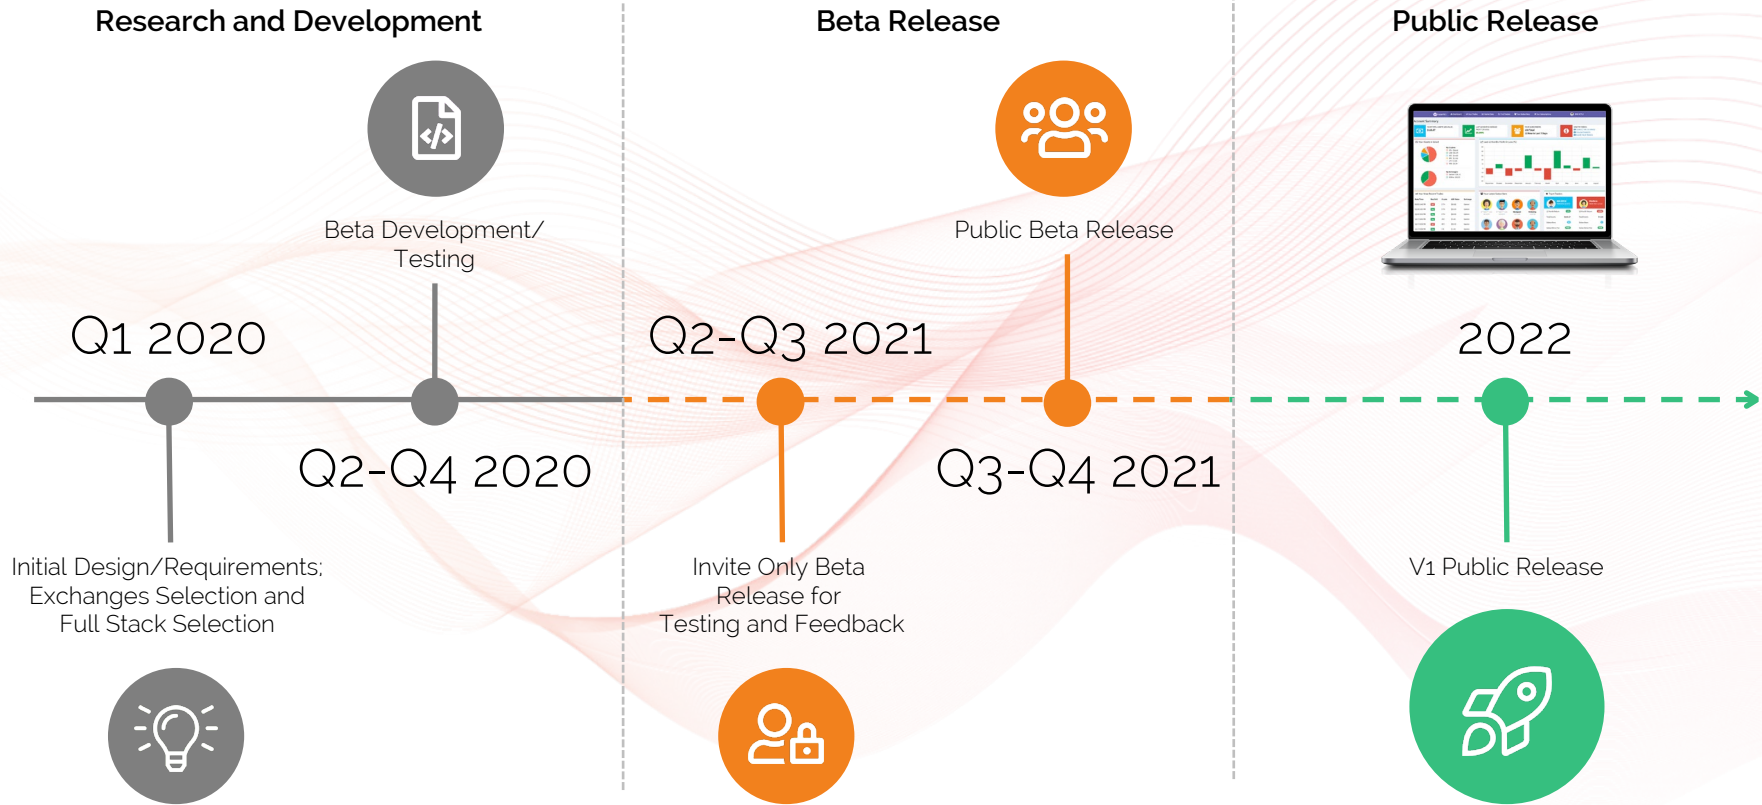 Research and Development
Beta Release
Public Release
Beta Development/
Testing
Public Beta Release
Q1 2020
Q2-Q3 2021
2022
Q2-Q4 2020
Q3-Q4 2021
Initial Design/Requirements;
Exchanges Selection and
Full Stack Selection
Invite Only Beta
Release for
Testing and Feedback
V1 Public Release